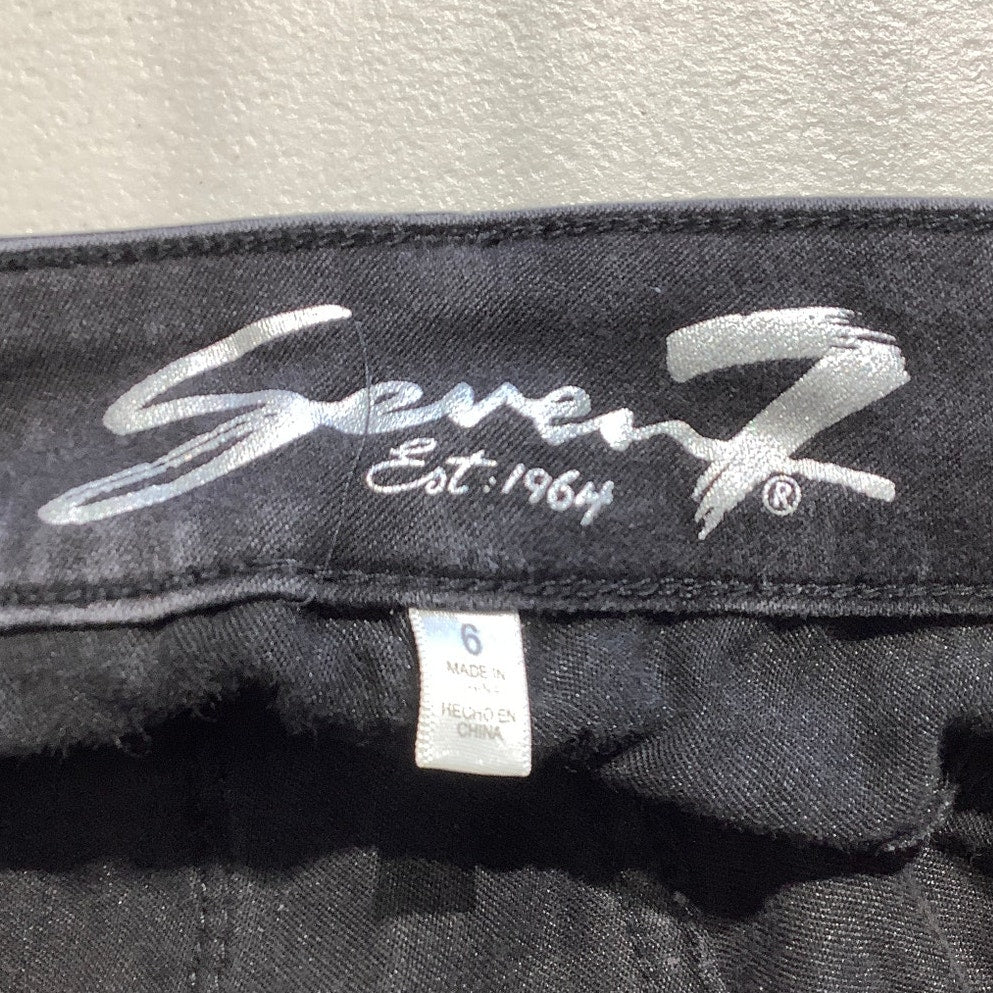 Seven7®
Est: 1964
6
MADE IN
HECHO EN
CHINA